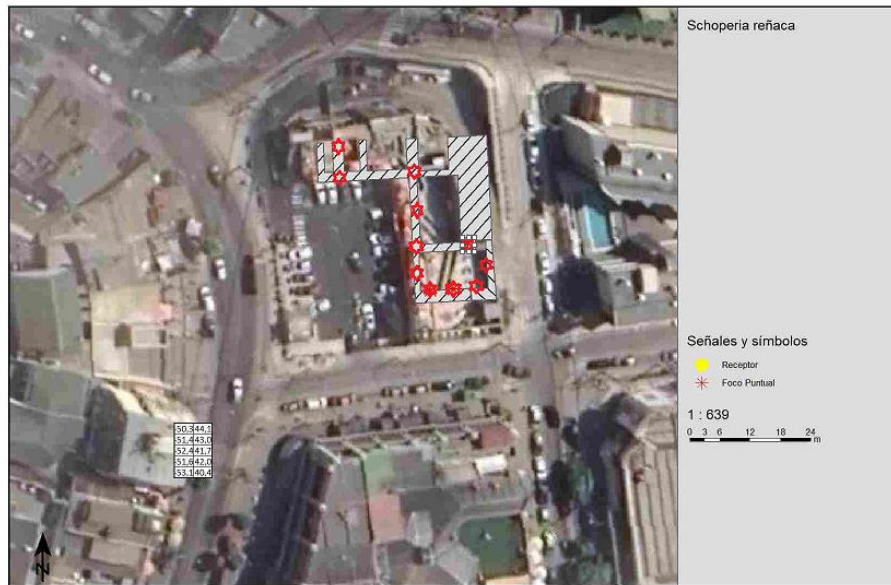 Schoperia reñaca
Señales y símbolos
Receptor
Foco Puntual
1 : 639
0 3 6 12 18 24
m
50,3 44,1
51,4 43,0
52,4 41,7
51,6 42,0
53,1 40,4
N